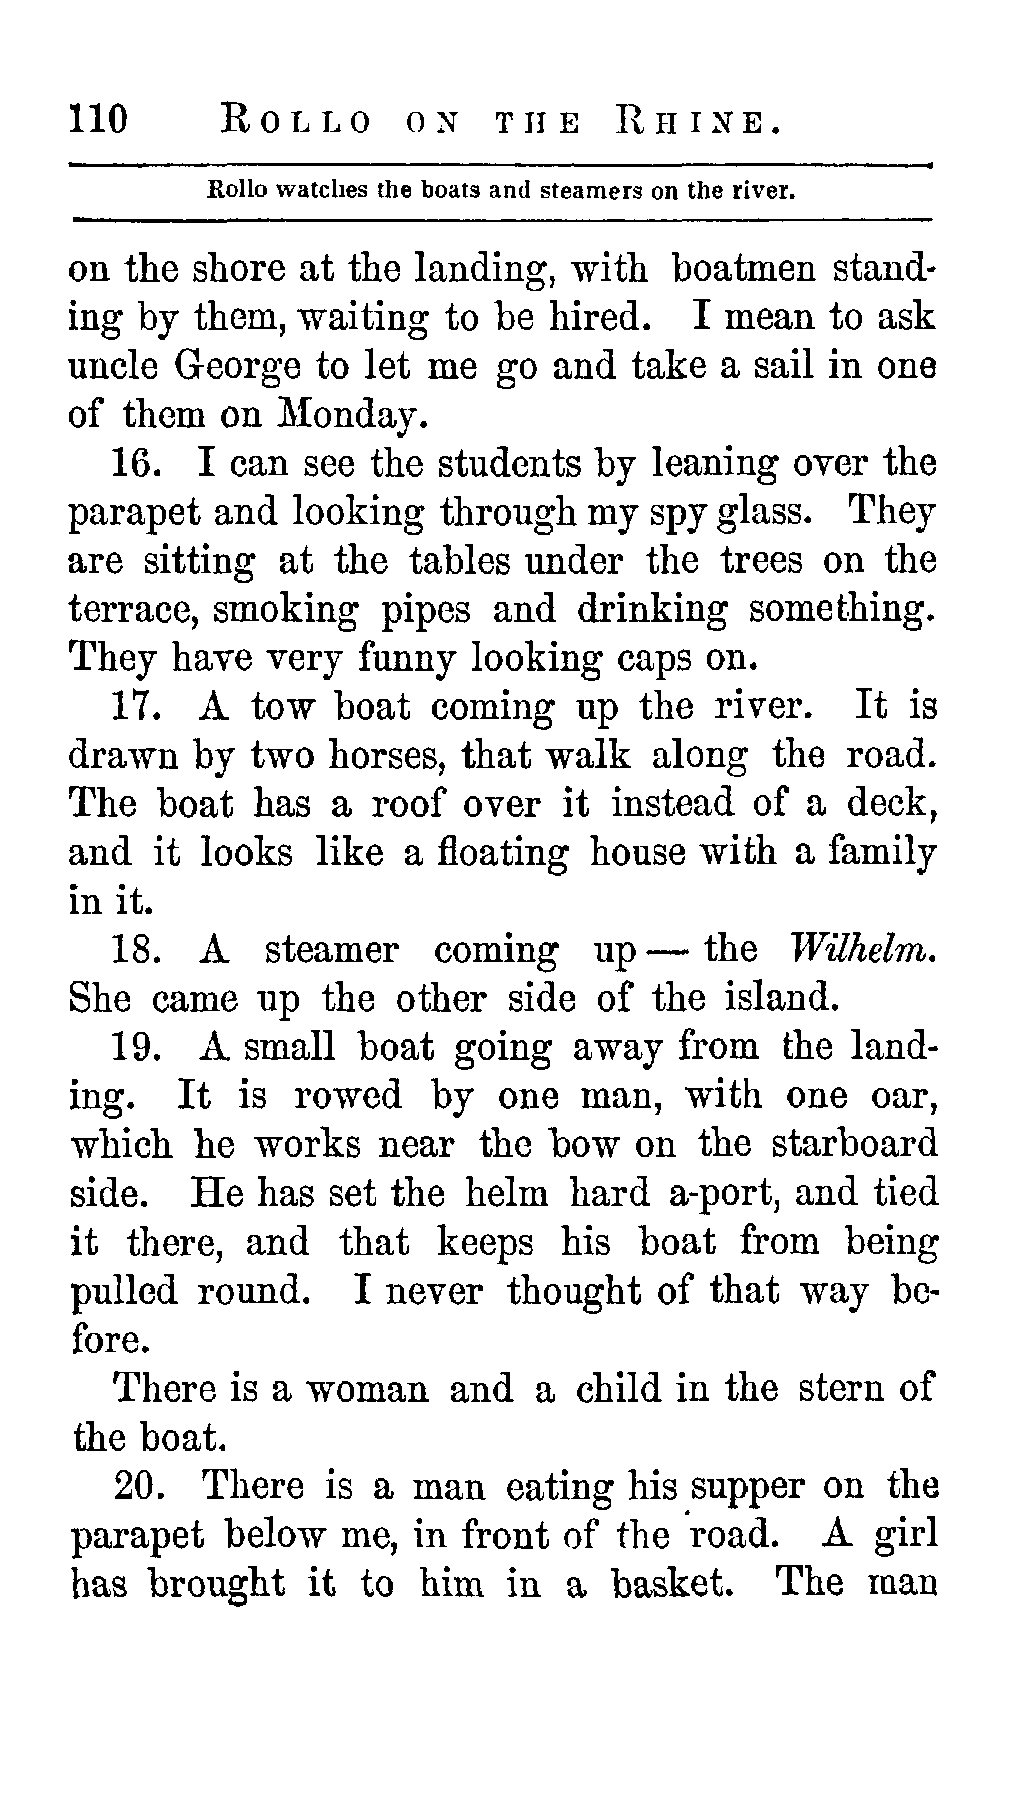 110 ROLLO ON THE RHINE.
Rollo watches the boats and steamers on the river.
on the shore at the landing, with boatmen stand-
ing by them, waiting to be hired. I mean to ask
uncle George to let me go and take a sail in one
of them on Monday.
16. I can see the students by leaning over the
parapet and looking through my spy glass. They
are sitting at the tables under the trees on the
terrace, smoking pipes and drinking something.
They have very funny looking caps on.
17. A tow boat coming up the river. It is
drawn by two horses, that walk along the road.
The boat has a roof over it instead of a deck,
and it looks like a floating house with a family
in it.
18. A steamer coming up — the Wilhelm.
She came up the other side of the island.
19. A small boat going away from the land-
ing. It is rowed by one man, with one oar,
which he works near the bow on the starboard
side. He has set the helm hard a-port, and tied
it there, and that keeps his boat from being
pulled round. I never thought of that way be-
fore.
There is a woman and a child in the stern of
the boat.
20. There is a man eating his supper on the
parapet below me, in front of the road. A girl
has brought it to him in a basket. The man